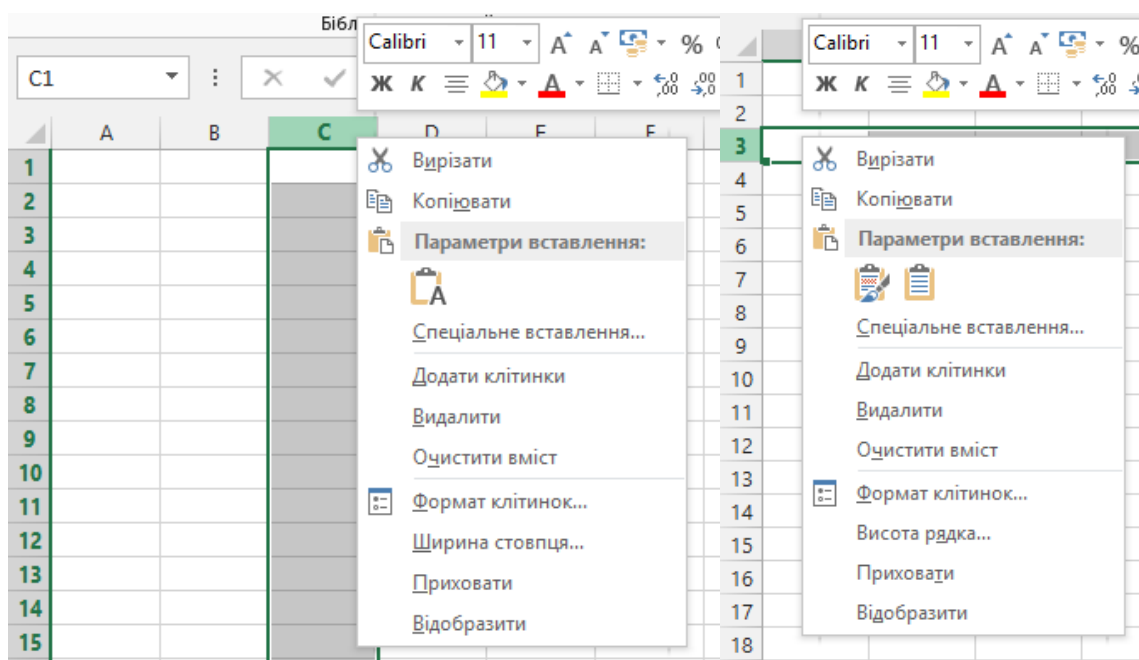 Бібл
Calibri 11 A A %
C1
Ж К А
A B C D E F
1
2
3
4
5
6
7
8
9
10
11
12
13
14
15
Вирізати
Копіювати
Параметри вставлення:
Спеціальне вставлення...
Додати клітинки
Видалити
Очистити вміст
Формат клітинок...
Ширина стовпця...
Приховати
Відобразити
Calibri 11 A A %
Ж К А
1
2
3
4
5
6
7
8
9
10
11
12
13
14
15
16
17
18
Вирізати
Копіювати
Параметри вставлення:
Спеціальне вставлення...
Додати клітинки
Видалити
Очистити вміст
Формат клітинок...
Висота рядка...
Приховати
Відобразити